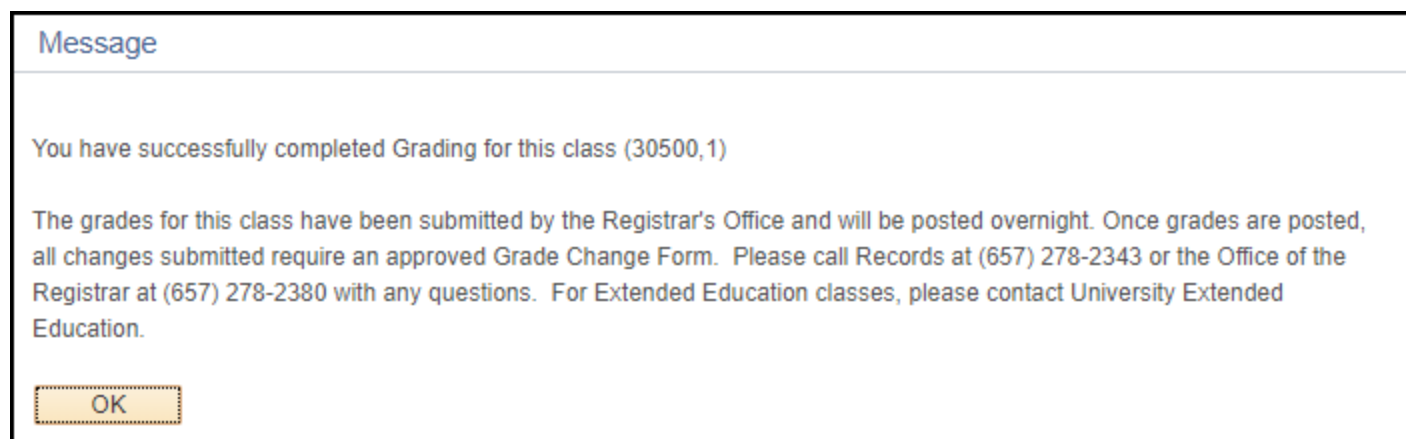 Message
You have successfully completed Grading for this class (30500,1)
The grades for this class have been submitted by the Registrar's Office and will be posted overnight. Once grades are posted,
all changes submitted require an approved Grade Change Form.  Please call Records at (657) 278-2343 or the Office of the
Registrar at (657) 278-2380 with any questions.  For Extended Education classes, please contact University Extended
Education.
OK